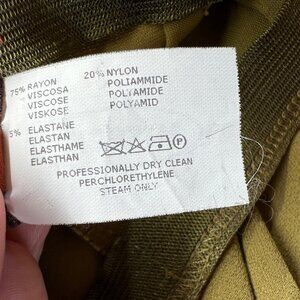 75% RAYON
VISCOSA
VISCOSE
VISKOSE
20% NYLON
POLIAMMIDE
POLYAMIDE
POLYAMID
5% ELASTANE
ELASTAN
ELASTHAME
ELASTHAN
P
PROFESSIONALLY DRY CLEAN
PERCHLORETHYLENE
STEAM ONLY